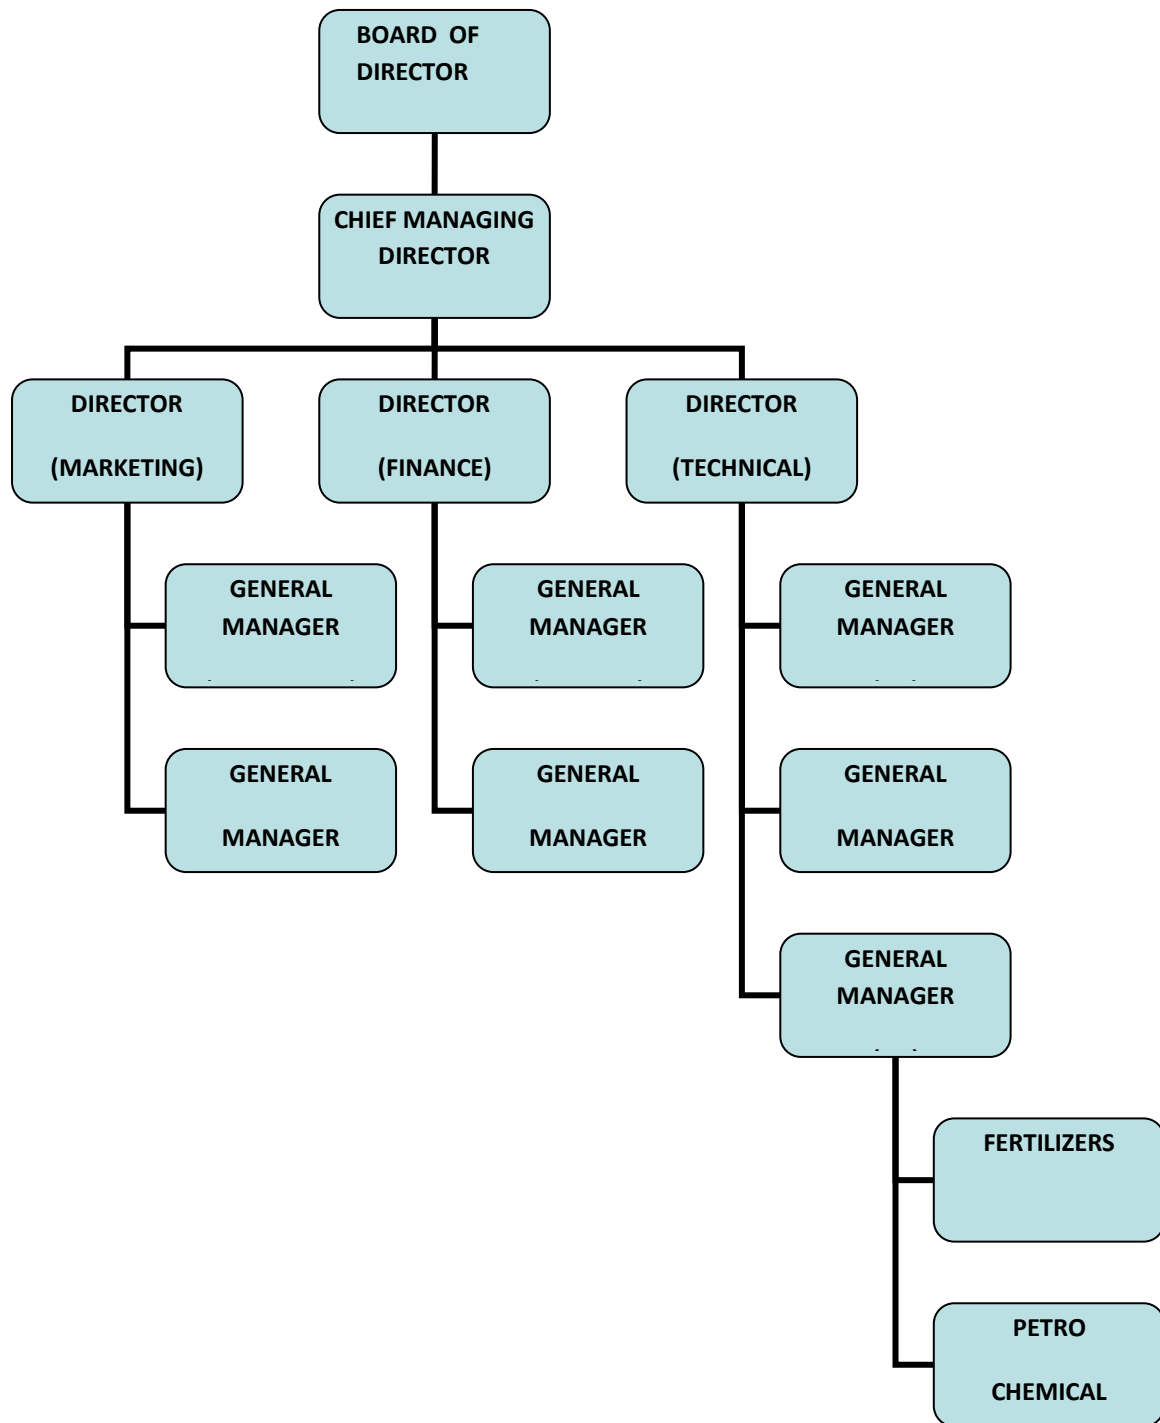 BOARD OF
DIRECTOR
CHIEF MANAGING
DIRECTOR
DIRECTOR
(MARKETING)
DIRECTOR
(FINANCE)
DIRECTOR
(TECHNICAL)
GENERAL
MANAGER
GENERAL
MANAGER
GENERAL
MANAGER
GENERAL
MANAGER
GENERAL
MANAGER
GENERAL
MANAGER
GENERAL
MANAGER
FERTILIZERS
PETRO
CHEMICAL